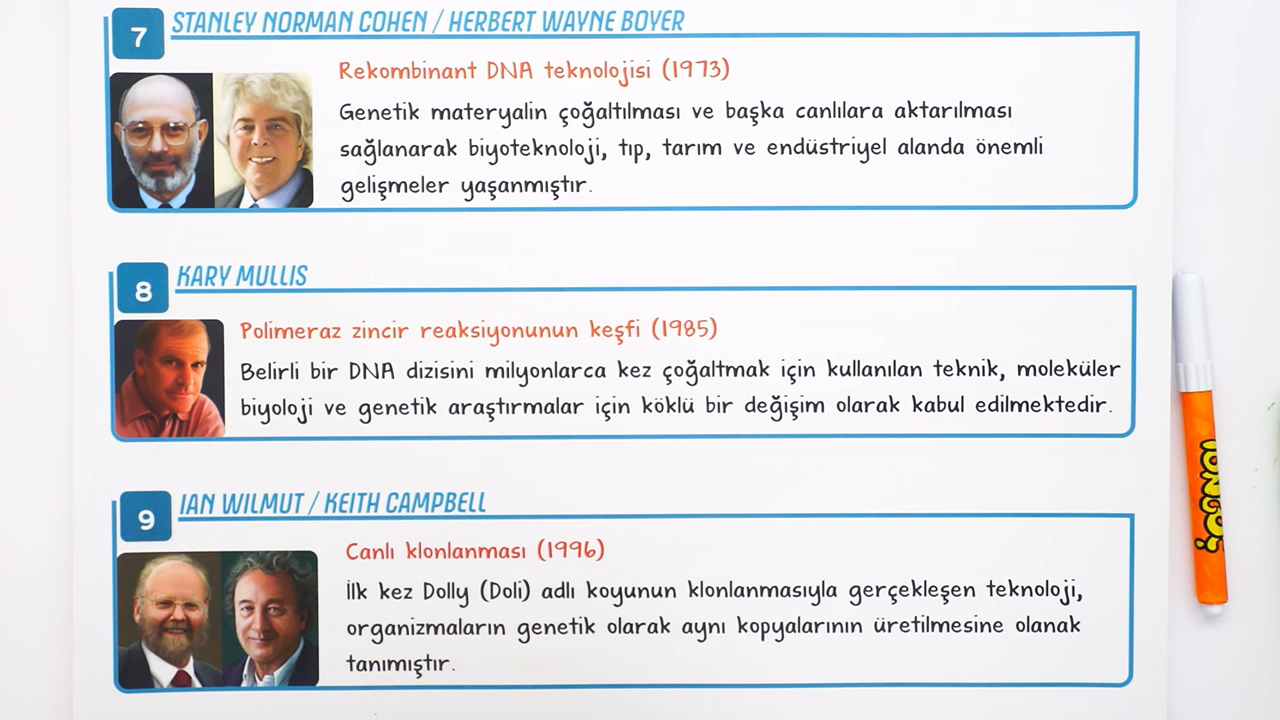 7
STANLEY NORMAN COHEN / HERBERT WAYNE BOYER
Rekombinant DNA teknolojisi (1973)
Genetik materyalin çoğaltılması ve başka canlılara aktarılması
sağlanarak biyoteknoloji, tıp, tarım ve endüstriyel alanda önemli
gelişmeler yaşanmıştır.
8
KARY MULLIS
Polimeraz zincir reaksiyonunun keşfi (1985)
Belirli bir DNA dizisini milyonlarca kez çoğaltmak için kullanılan teknik, moleküler
biyoloji ve genetik araştırmalar için köklü bir değişim olarak kabul edilmektedir.
9
IAN WILMUT / KEITH CAMPBELL
Canlı klonlanması (1996)
İlk kez Dolly (Doli) adlı koyunun klonlanmasıyla gerçekleşen teknoloji,
organizmaların genetik olarak aynı kopyalarının üretilmesine olanak
tanımıştır.